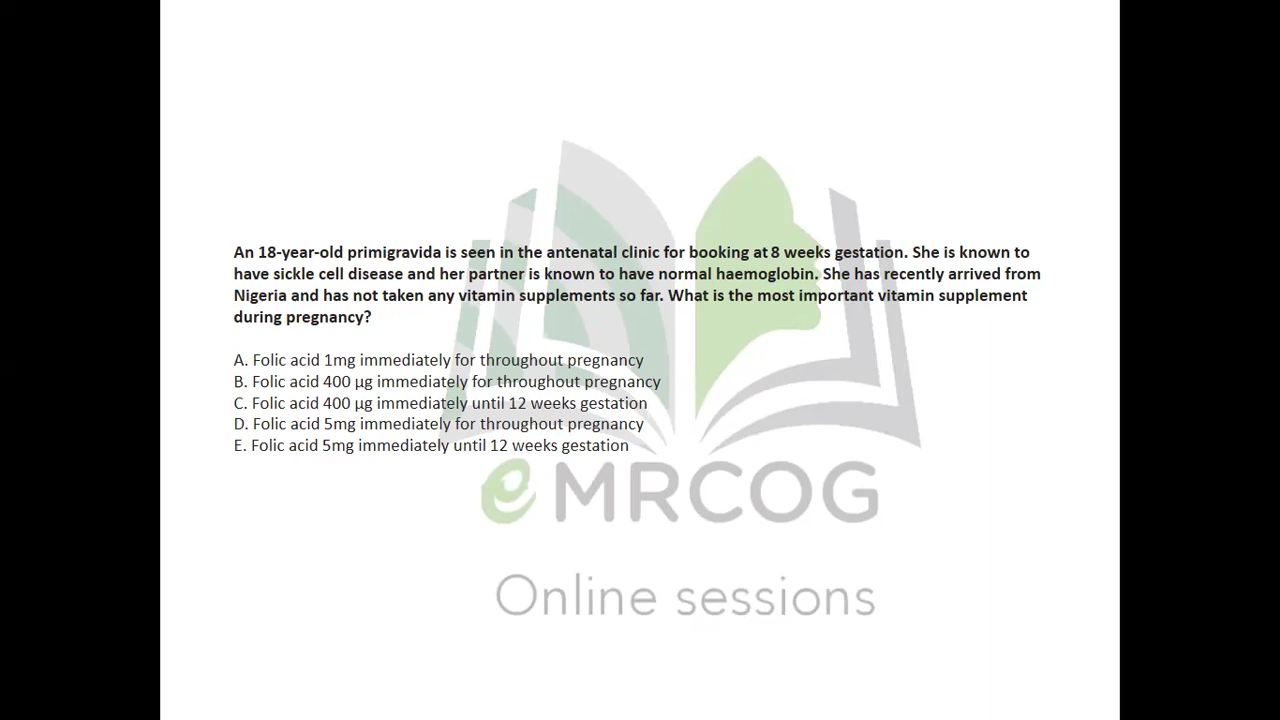 An 18-year-old primigravida is seen in the antenatal clinic for booking at 8 weeks gestation. She is known to
have sickle cell disease and her partner is known to have normal haemoglobin. She has recently arrived from
Nigeria and has not taken any vitamin supplements so far. What is the most important vitamin supplement
during pregnancy?
A. Folic acid 1mg immediately for throughout pregnancy
B. Folic acid 400 µg immediately for throughout pregnancy
C. Folic acid 400 µg immediately until 12 weeks gestation
D. Folic acid 5mg immediately for throughout pregnancy
E. Folic acid 5mg immediately until 12 weeks gestation
eMRCOG
Online sessions